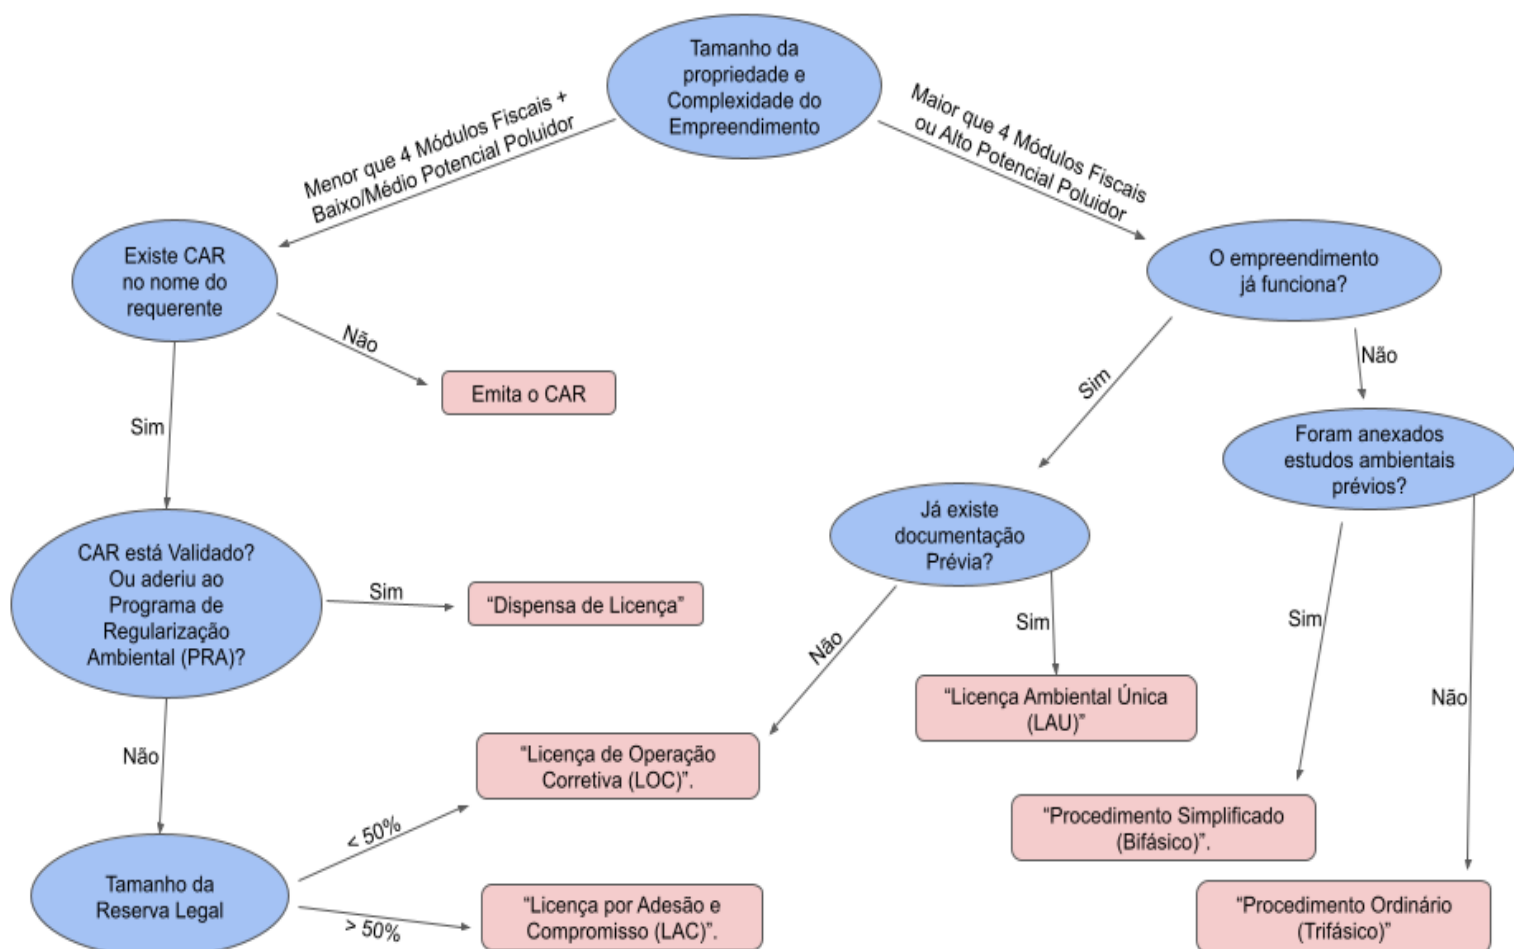 Tamanho da
propriedade e
Complexidade do
Empreendimento
Menor que 4 Módulos Fiscais +
Baixo/Médio Potencial Poluidor
Maior que 4 Módulos Fiscais
ou Alto Potencial Poluidor
Existe CAR
no nome do
requerente
O empreendimento
já funciona?
Não
Emita o CAR
Sim
Sim
Não
Foram anexados
estudos ambientais
prévios?
Já existe
documentação
Prévia?
CAR está Validado?
Ou aderiu ao
Programa de
Regularização
Ambiental (PRA)?
Sim
“Dispensa de Licença”
Não
Sim
Sim
Não
“Licença Ambiental Única
(LAU)”
Não
“Licença de Operação
Corretiva (LOC)”.
“Procedimento Simplificado
(Bifásico)”.
< 50%
Tamanho da
Reserva Legal
> 50%
“Licença por Adesão e
Compromisso (LAC)”.
“Procedimento Ordinário
(Trifásico)”